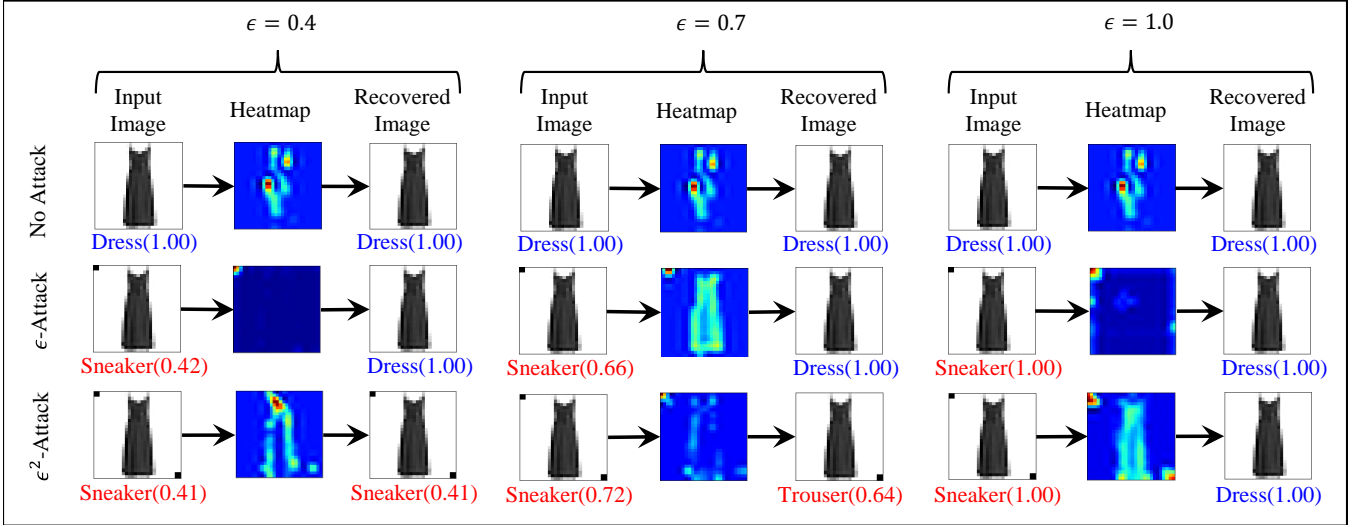 ϵ = 0.4
ϵ = 0.7
ϵ = 1.0
Input
Image
Heatmap
Recovered
Image
Input
Image
Heatmap
Recovered
Image
Input
Image
Heatmap
Recovered
Image
No Attack
Dress(1.00)
Dress(1.00)
Dress(1.00)
Dress(1.00)
Dress(1.00)
Dress(1.00)
ϵ-Attack
Sneaker(0.42)
Dress(1.00)
Sneaker(0.66)
Dress(1.00)
Sneaker(1.00)
Dress(1.00)
ϵ²-Attack
Sneaker(0.41)
Sneaker(0.41)
Sneaker(0.72)
Trouser(0.64)
Sneaker(1.00)
Dress(1.00)